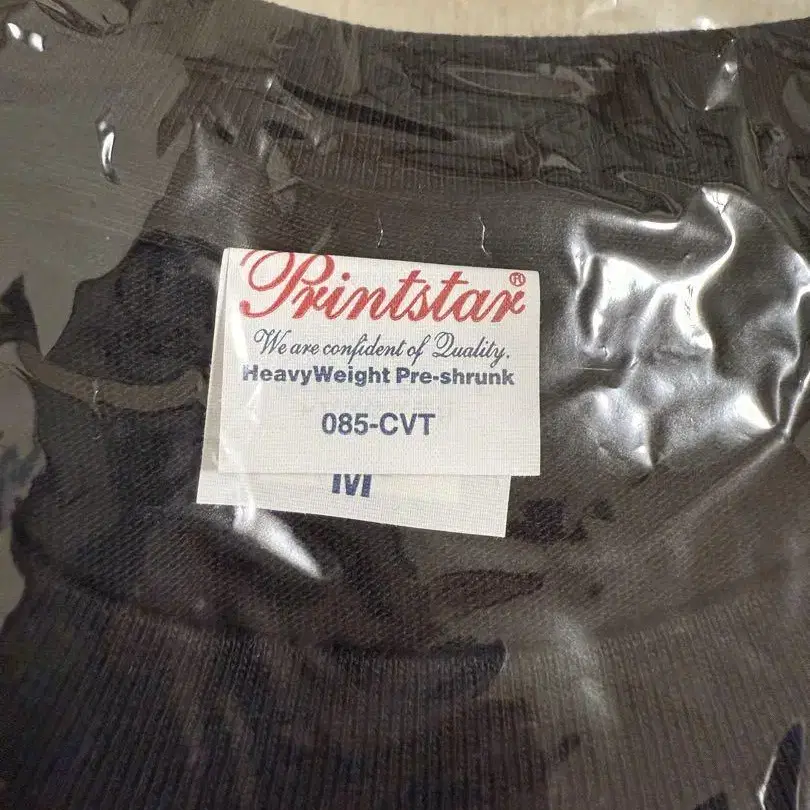 Printstar®
We are confident of Quality.
HeavyWeight Pre-shrunk
085-CVT
M